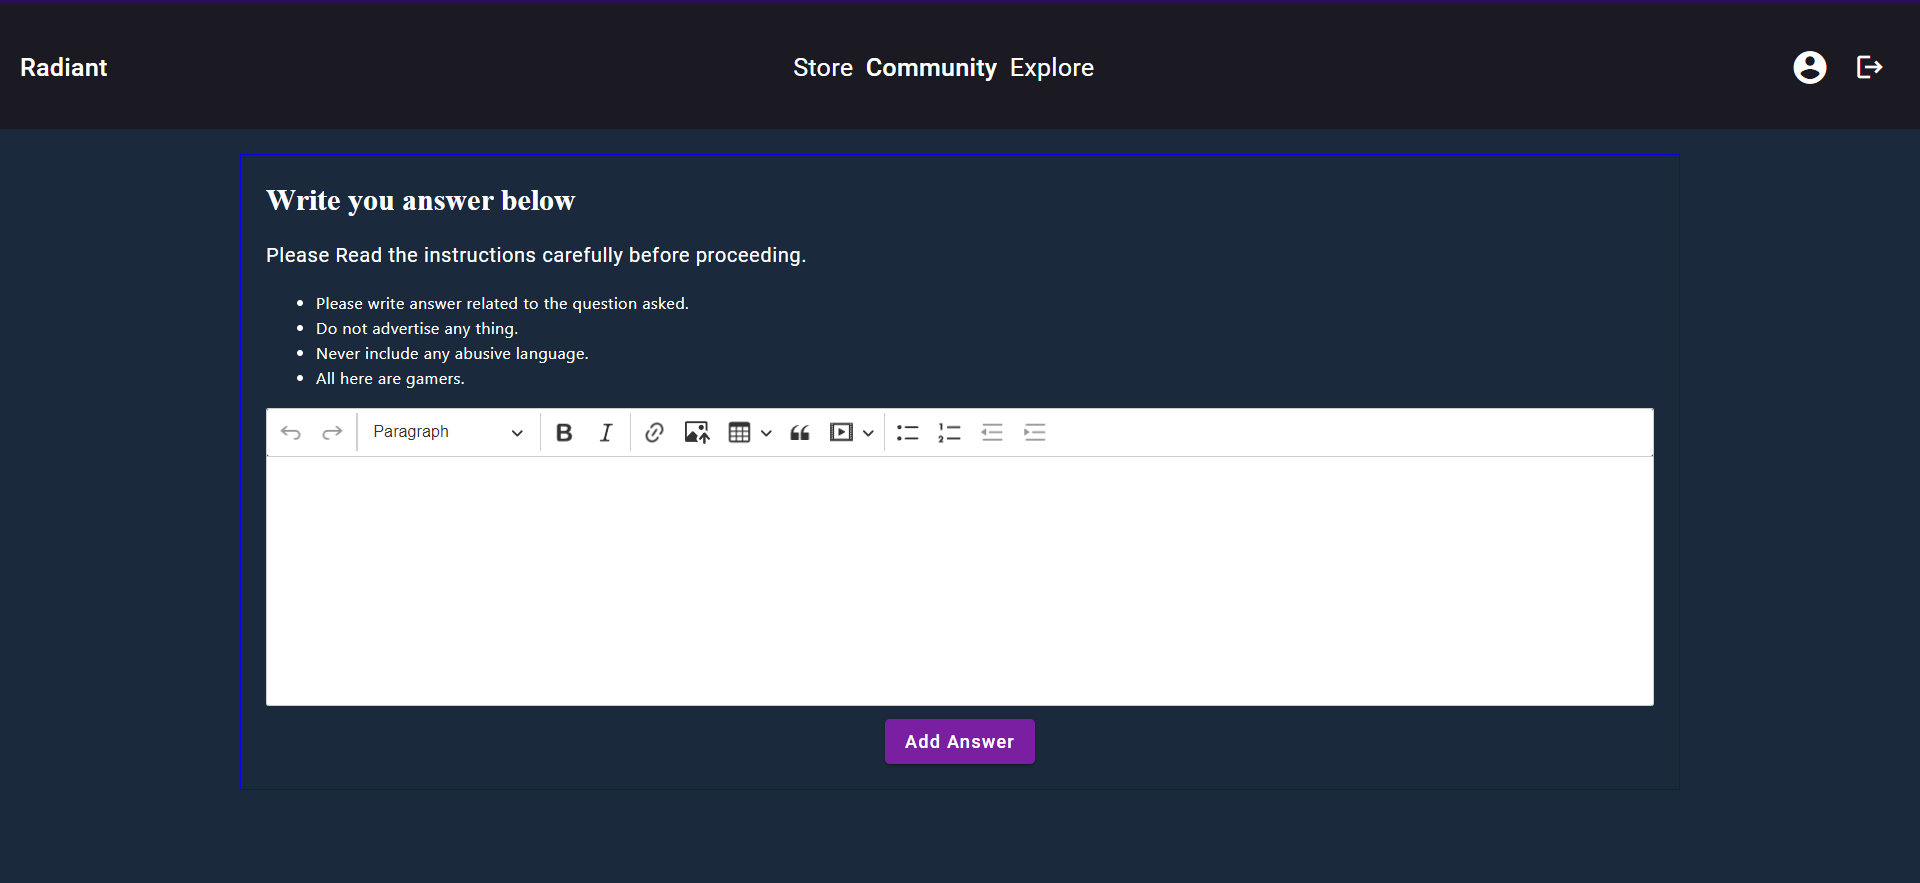 Radiant
Store Community Explore
Write you answer below
Please Read the instructions carefully before proceeding.
Please write answer related to the question asked.
Do not advertise any thing.
Never include any abusive language.
All here are gamers.
Paragraph
Add Answer